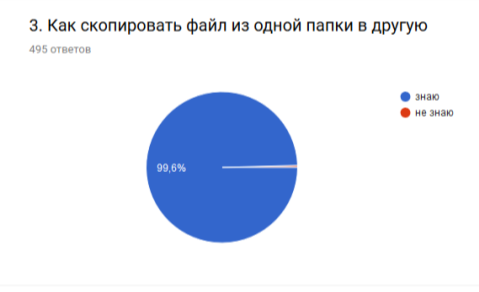 3. Как скопировать файл из одной папки в другую
495 ответов
знаю
не знаю
99,6%